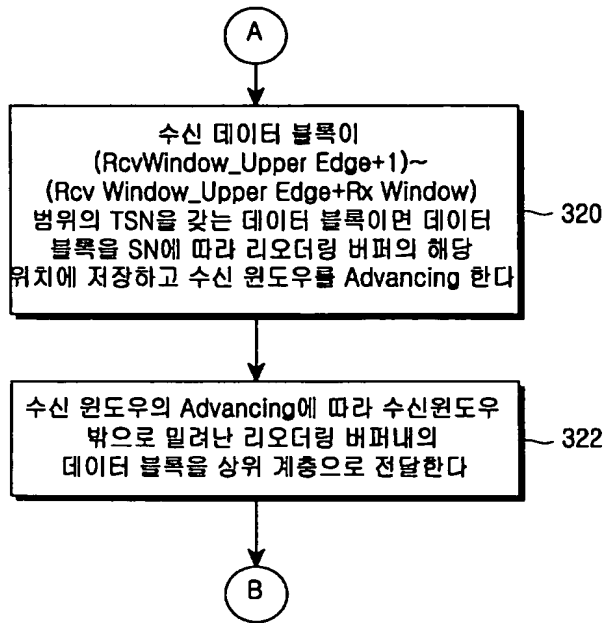 A
수신 데이터 블록이
(RcvWindow_Upper Edge+1)~
(Rcv Window_Upper Edge+Rx Window)
범위의 TSN을 갖는 데이터 블록이면 데이터
블록을 SN에 따라 리오더링 버퍼의 해당
위치에 저장하고 수신 윈도우를 Advancing 한다
320
수신 윈도우의 Advancing에 따라 수신윈도우
밖으로 밀려난 리오더링 버퍼내의
데이터 블록을 상위 계층으로 전달한다
322
B